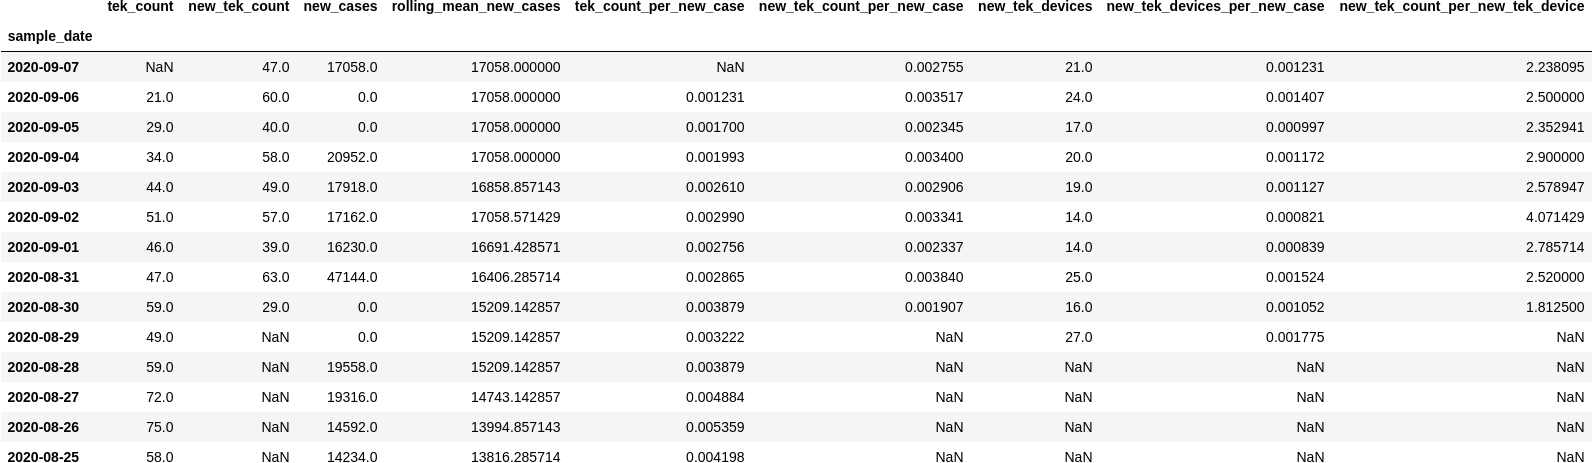 tek_count new_tek_count new_cases rolling_mean_new_cases tek_count_per_new_case new_tek_count_per_new_case new_tek_devices new_tek_devices_per_new_case new_tek_count_per_new_tek_device
sample_date
2020-09-07 NaN 47.0 17058.0 17058.000000 NaN 0.002755 21.0 0.001231 2.238095
2020-09-06 21.0 60.0 0.0 17058.000000 0.001231 0.003517 24.0 0.001407 2.500000
2020-09-05 29.0 40.0 0.0 17058.000000 0.001700 0.002345 17.0 0.000997 2.352941
2020-09-04 34.0 58.0 20952.0 17058.000000 0.001993 0.003400 20.0 0.001172 2.900000
2020-09-03 44.0 49.0 17918.0 16858.857143 0.002610 0.002906 19.0 0.001127 2.578947
2020-09-02 51.0 57.0 17162.0 17058.571429 0.002990 0.003341 14.0 0.000821 4.071429
2020-09-01 46.0 39.0 16230.0 16691.428571 0.002756 0.002337 14.0 0.000839 2.785714
2020-08-31 47.0 63.0 47144.0 16406.285714 0.002865 0.003840 25.0 0.001524 2.520000
2020-08-30 59.0 29.0 0.0 15209.142857 0.003879 0.001907 16.0 0.001052 1.812500
2020-08-29 49.0 NaN 0.0 15209.142857 0.003222 NaN 27.0 0.001775 NaN
2020-08-28 59.0 NaN 19558.0 15209.142857 0.003879 NaN NaN NaN NaN
2020-08-27 72.0 NaN 19316.0 14743.142857 0.004884 NaN NaN NaN NaN
2020-08-26 75.0 NaN 14592.0 13994.857143 0.005359 NaN NaN NaN NaN
2020-08-25 58.0 NaN 14234.0 13816.285714 0.004198 NaN NaN NaN NaN